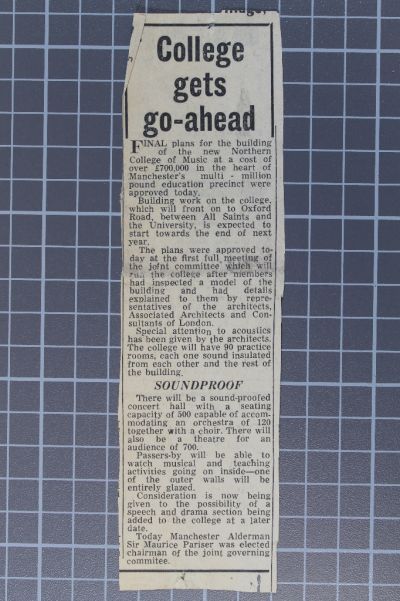 College
gets
go-ahead
FINAL plans for the building
of the new Northern
College of Music at a cost of
over £700,000 in the heart of
Manchester's multi - million
pound education precinct were
approved today.
Building work on the college,
which will front on to Oxford
Road, between All Saints and
the University, is expected to
start towards the end of next
year.
The plans were approved to-
day at the first full meeting of
the joint committee which will
run the college after members
had inspected a model of the
building and had details
explained to them by repre-
sentatives of the architects,
Associated Architects and Con-
sultants of London.
Special attention to acoustics
has been given by the architects.
The college will have 90 practice
rooms, each one sound insulated
from each other and the rest of
the building.
SOUNDPROOF
There will be a sound-proofed
concert hall with a seating
capacity of 500 capable of accom-
modating an orchestra of 120
together with a choir. There will
also be a theatre for an
audience of 700.
Passers-by will be able to
watch musical and teaching
activities going on inside—one
of the outer walls will be
entirely glazed.
Consideration is now being
given to the possibility of a
speech and drama section being
added to the college at a later
date.
Today Manchester Alderman
Sir Maurice Pariser was elected
chairman of the joint governing
commitee.